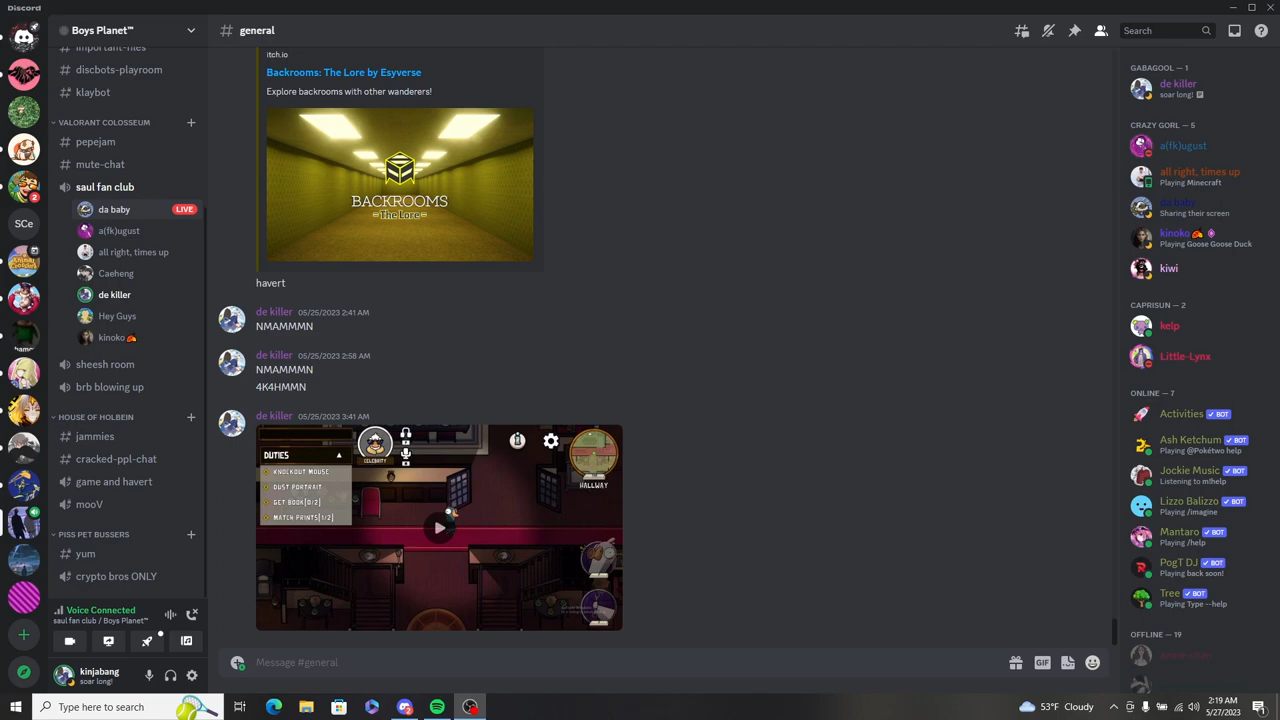 Discord
Boys Planet™
important-files
discbots-playroom
klaybot
VALORANT COLOSSEUM
pepejam
mute-chat
saul fan club
da baby
LIVE
a(fk)ugust
all right, times up
Caeheng
de killer
Hey Guys
kinoko
sheesh room
brb blowing up
HOUSE OF HOLBEIN
jammies
cracked-ppl-chat
game and havert
mooV
PISS PET BUSSERS
yum
crypto bros ONLY
Voice Connected
saul fan club / Boys Planet™
kinjabang
soar long!
SCe
2
general
Search
itch.io
Backrooms: The Lore by Esyverse
Explore backrooms with other wanderers!
BACKROOMS
The Lore
havert
de killer 05/25/2023 2:41 AM
NMAMMMN
de killer 05/25/2023 2:58 AM
NMAMMMN
4K4HMMN
de killer 05/25/2023 3:41 AM
DUTIES
KNOCKOUT MOUSE
DUST PORTRAIT
GET BOOK[0/2]
MATCH PRINTS[1/2]
CELEBRITY
HALLWAY
Message #general
GIF
GABAGOOL — 1
de killer
soar long!
CRAZY GORL — 5
a(fk)ugust
all right, times up
Playing Minecraft
da baby
Sharing their screen
kinoko
Playing Goose Goose Duck
kiwi
CAPRISUN — 2
kelp
Little-Lynx
ONLINE — 7
Activities BOT
Ash Ketchum BOT
Playing @Pokétwo help
Jockie Music BOT
Listening to m!help
Lizzo Balizzo BOT
Playing /imagine
Mantaro BOT
Playing /help
PogT DJ BOT
Playing back soon!
Tree BOT
Playing Type --help
OFFLINE — 19
Type here to search
53°F Cloudy
2:19 AM
5/27/2023